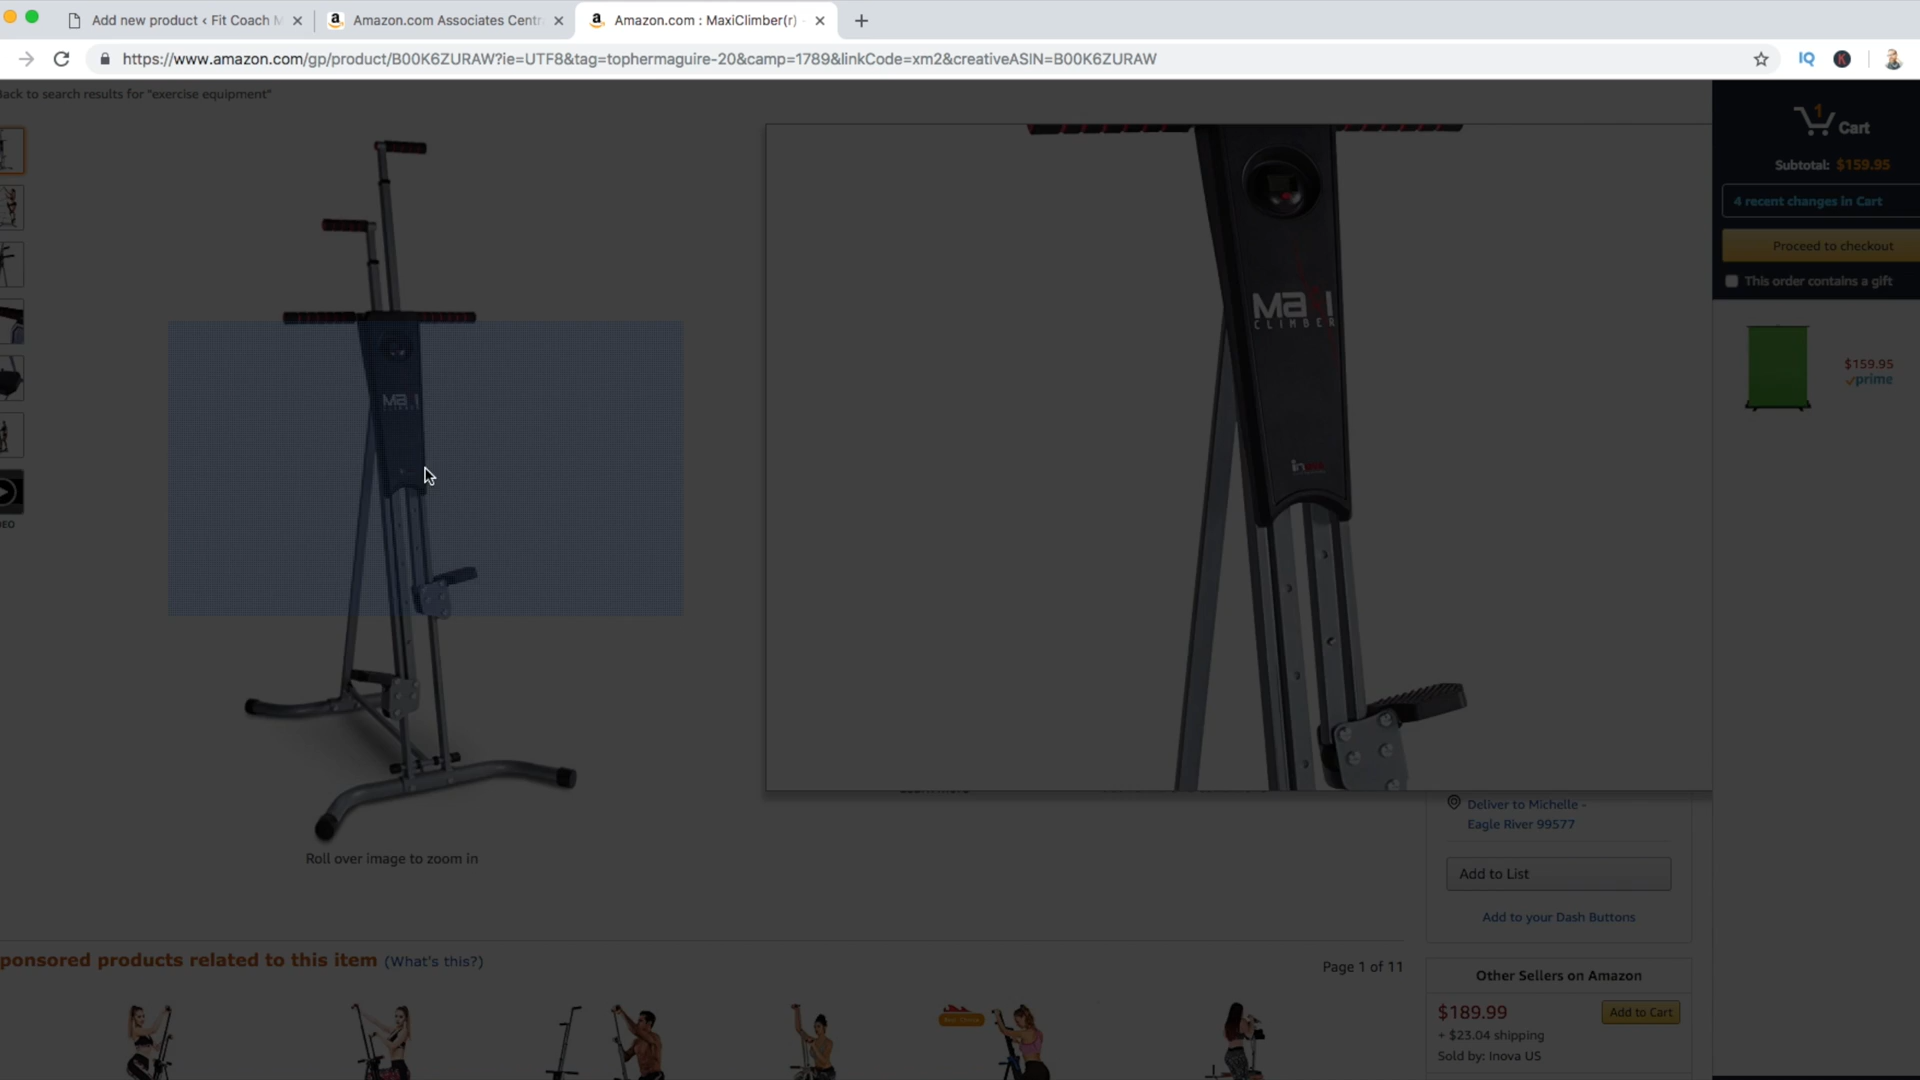 Add new product ‹ Fit Coach M
Amazon.com Associates Centr
Amazon.com : MaxiClimber(r) -
https://www.amazon.com/gp/product/B00K6ZURAW?ie=UTF8&tag=tophermaguire-20&camp=1789&linkCode=xm2&creativeASIN=B00K6ZURAW
IQ
K
ack to search results for "exercise equipment"
1
Cart
Subtotal: $159.95
4 recent changes in Cart
Proceed to checkout
This order contains a gift
$159.95
prime
CLIMBER
DEO
Deliver to Michelle -
Eagle River 99577
Roll over image to zoom in
Add to List
Add to your Dash Buttons
ponsored products related to this item (What's this?)
Page 1 of 11
Other Sellers on Amazon
$189.99
Add to Cart
+ $23.04 shipping
Sold by: Inova US